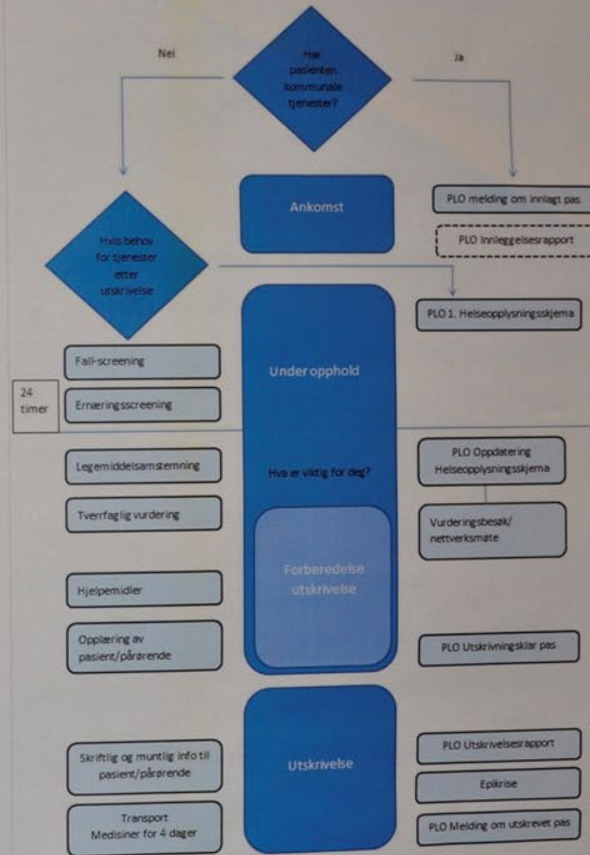 Har
pasienten
kommunale
tjenester?
Nei
Ja
Ankomst
PLO melding om innlagt pas
PLO Innleggelsesrapport
Hvis behov
for tjenester
etter
utskrivelse
PLO 1. Helseopplysningsskjema
Fall-screening
Under opphold
24
timer
Ernæringsscreening
Legemiddelsamstemning
Hva er viktig for deg?
PLO Oppdatering
Helseopplysningsskjema
Tverrfaglig vurdering
Vurderingsbesøk/
nettverksmøte
Forberedelse
utskrivelse
Hjelpemidler
Opplæring av
pasient/pårørende
PLO Utskrivningsklar pas
Utskrivelse
Skriftlig og muntlig info til
pasient/pårørende
PLO Utskrivelsesrapport
Epikrise
Transport
Medisiner for 4 dager
PLO Melding om utskrevet pas